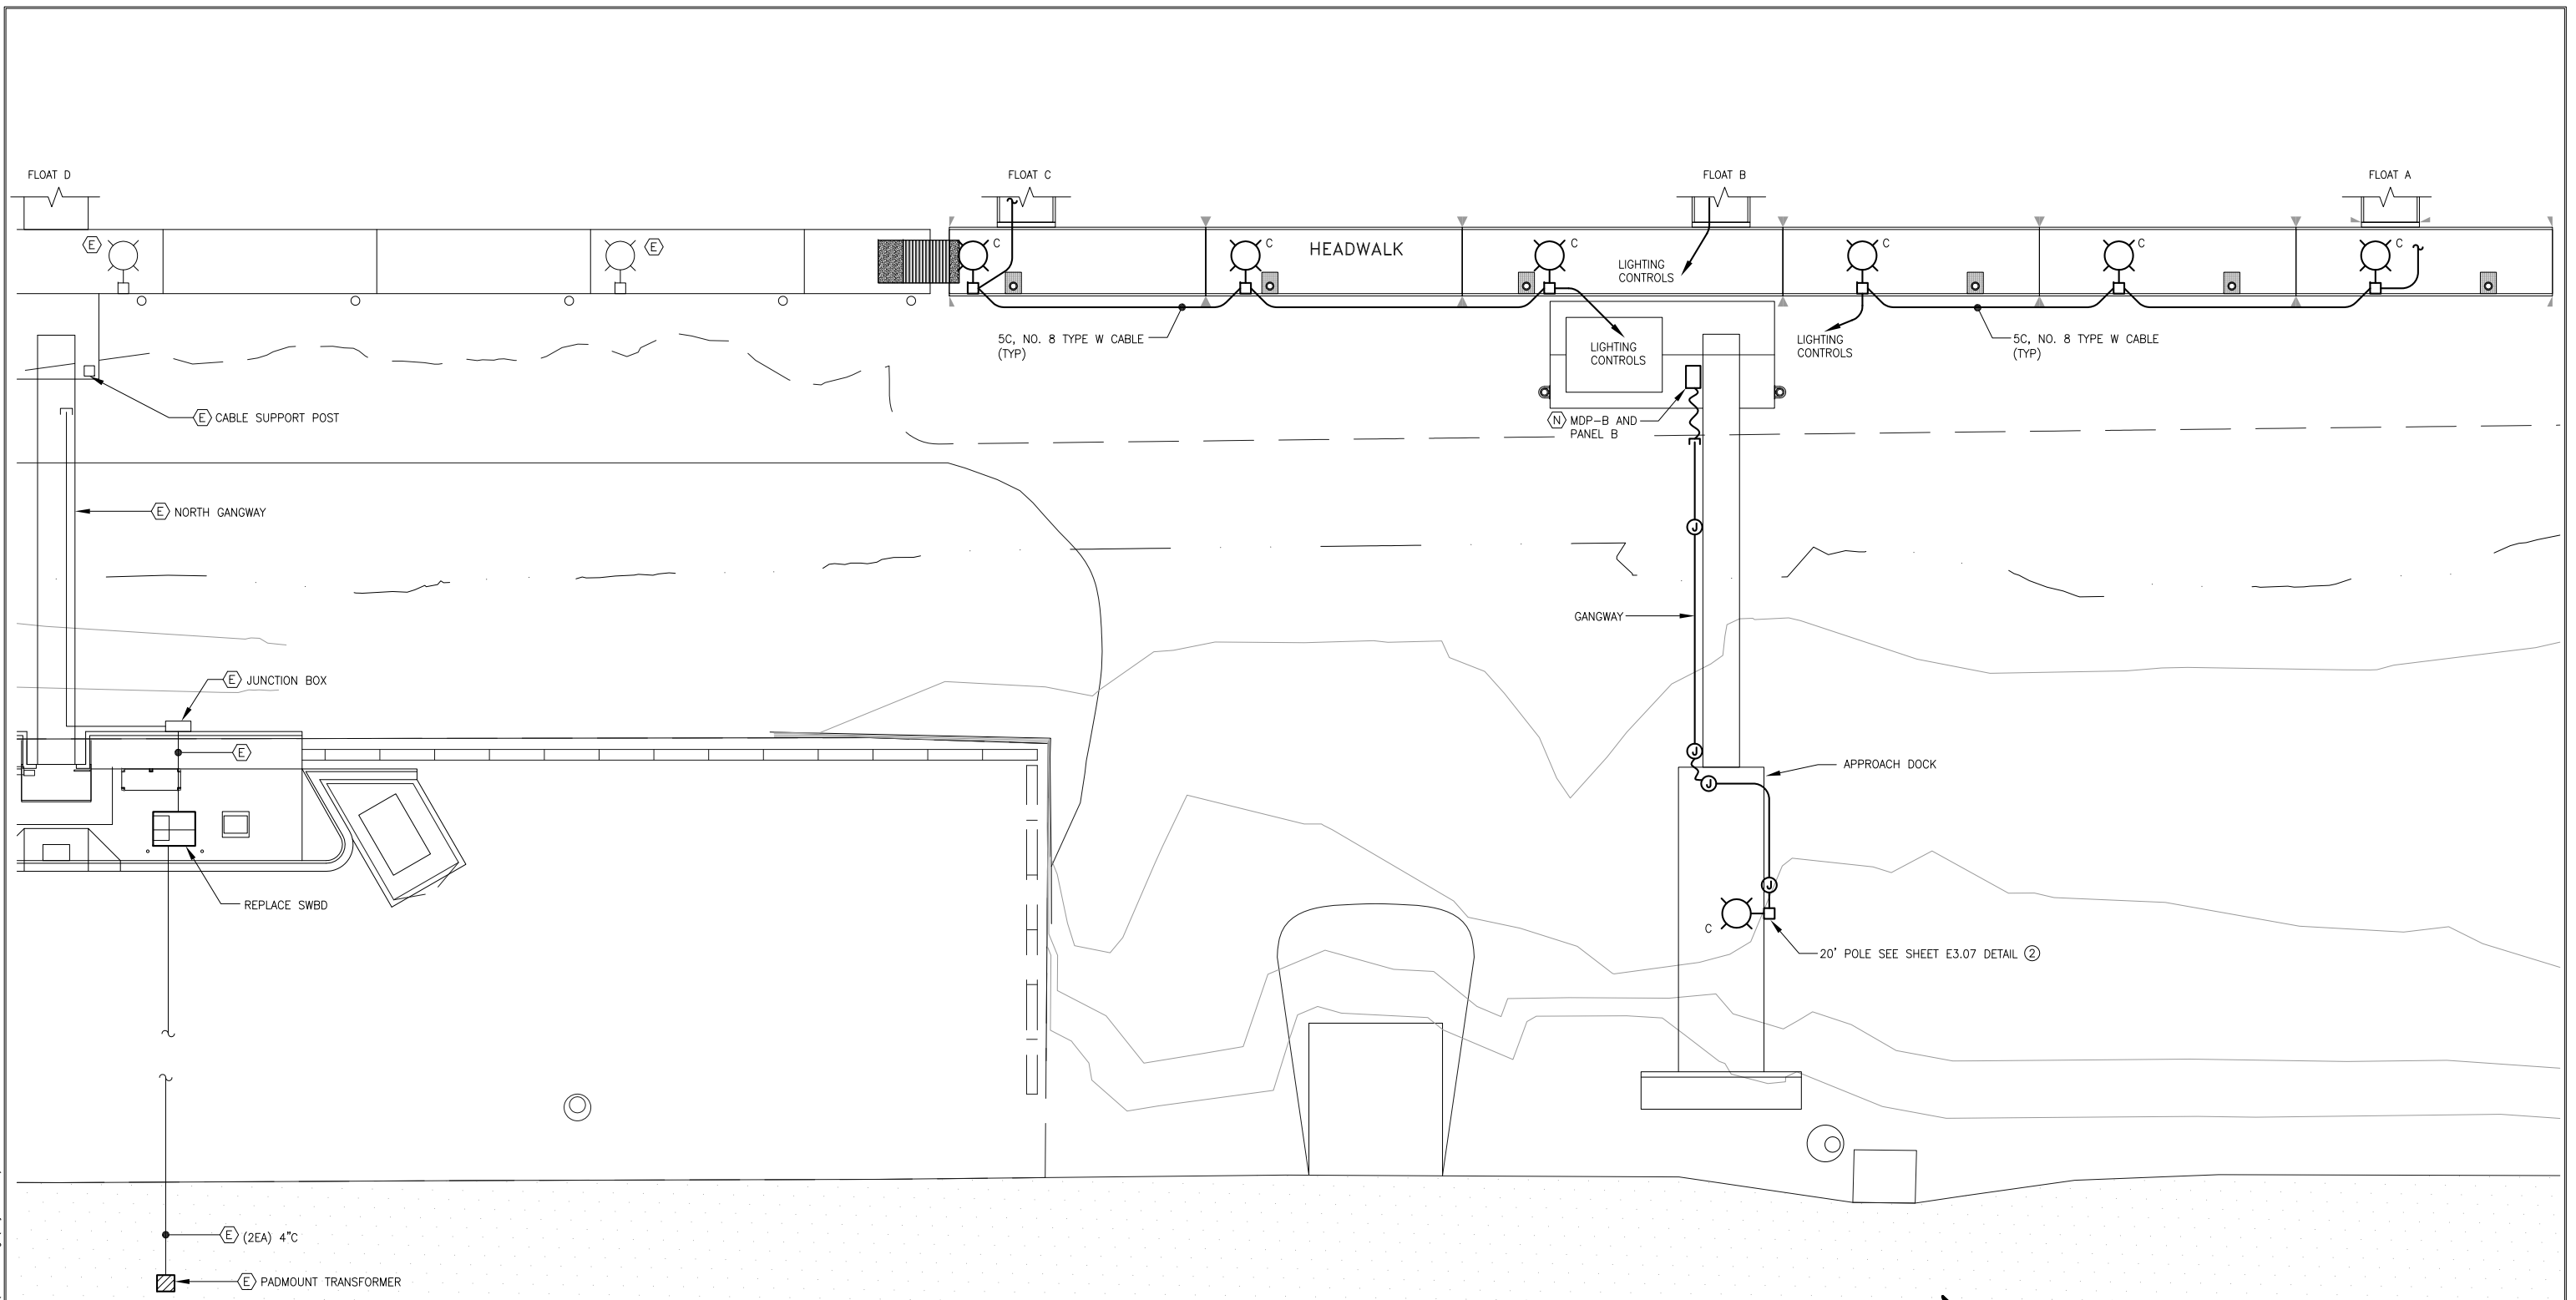 FLOAT D
FLOAT C
FLOAT B
FLOAT A
E
E
C
C
HEADWALK
C
C
C
C
LIGHTING
CONTROLS
5C, NO. 8 TYPE W CABLE
(TYP)
LIGHTING
CONTROLS
LIGHTING
CONTROLS
5C, NO. 8 TYPE W CABLE
(TYP)
E CABLE SUPPORT POST
N MDP-B AND
PANEL B
E NORTH GANGWAY
J
GANGWAY
E JUNCTION BOX
E
J
J
APPROACH DOCK
J
REPLACE SWBD
C
20' POLE SEE SHEET E3.07 DETAIL 2
E (2EA) 4"C
E PADMOUNT TRANSFORMER